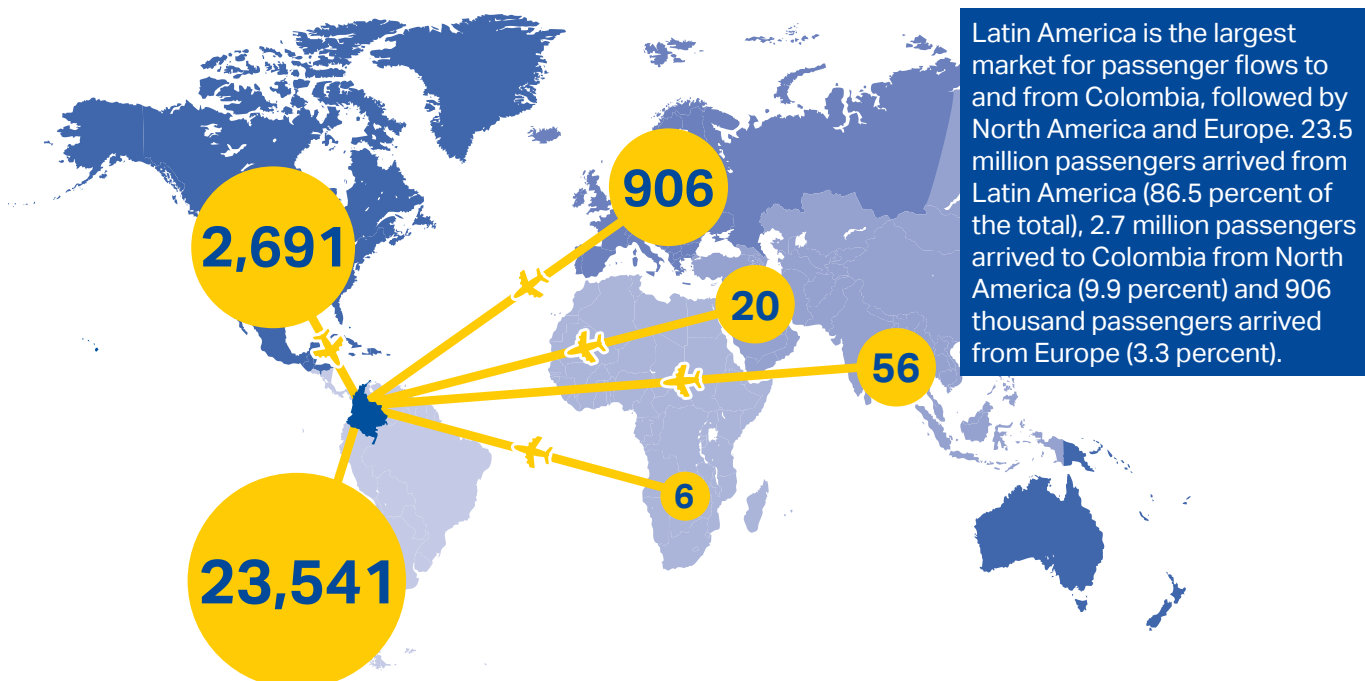 Latin America is the largest
market for passenger flows to
and from Colombia, followed by
North America and Europe. 23.5
million passengers arrived from
Latin America (86.5 percent of
the total), 2.7 million passengers
arrived to Colombia from North
America (9.9 percent) and 906
thousand passengers arrived
from Europe (3.3 percent).
906
2,691
20
56
6
23,541